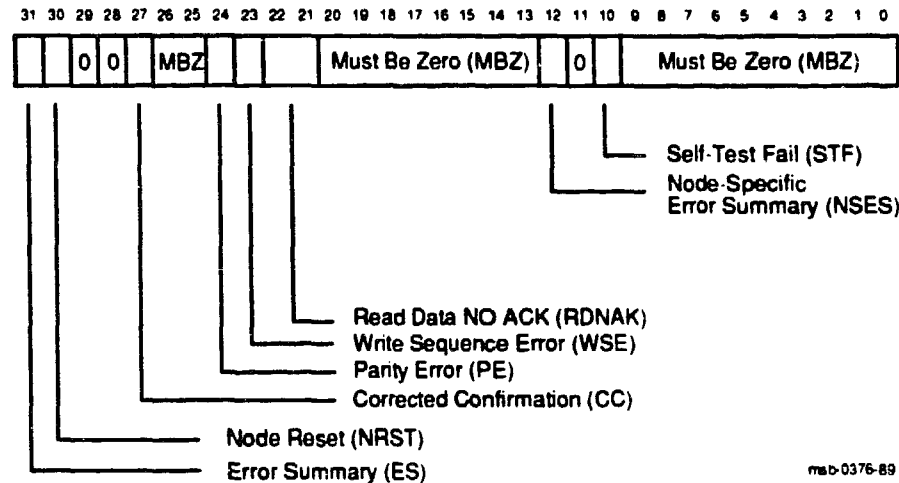 31 30 29 28 27 26 25 24 23 22 21 20 19 18 17 16 15 14 13 12 11 10 9 8 7 6 5 4 3 2 1 0
0 0 MBZ Must Be Zero (MBZ) 0 Must Be Zero (MBZ)
Self-Test Fail (STF)
Node-Specific
Error Summary (NSES)
Read Data NO ACK (RDNAK)
Write Sequence Error (WSE)
Parity Error (PE)
Corrected Confirmation (CC)
Node Reset (NRST)
Error Summary (ES)
msb-0376-89